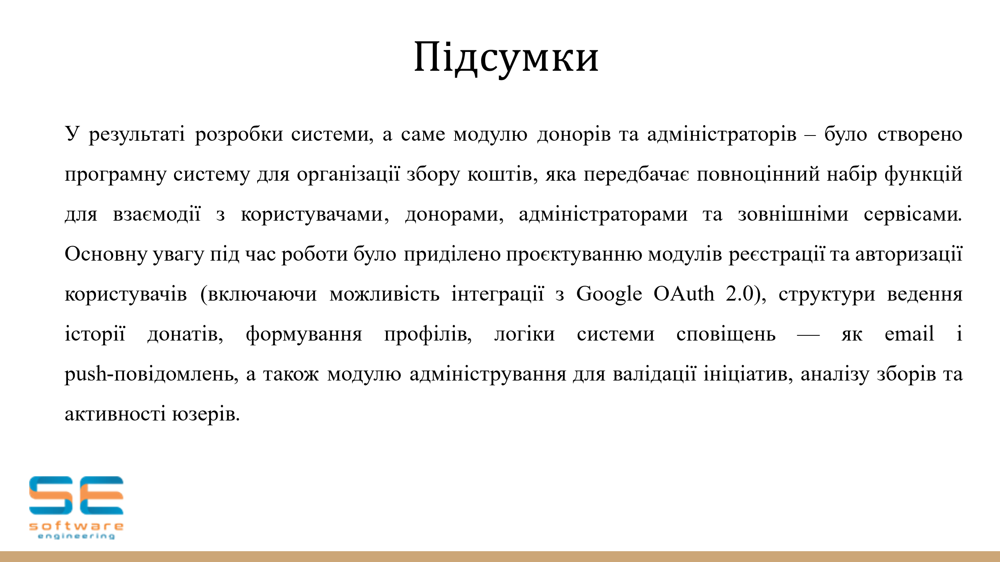 Підсумки
У результаті розробки системи, а саме модулю донорів та адміністраторів – було створено
програмну систему для організації збору коштів, яка передбачає повноцінний набір функцій
для взаємодії з користувачами, донорами, адміністраторами та зовнішніми сервісами.
Основну увагу під час роботи було приділено проєктуванню модулів реєстрації та авторизації
користувачів (включаючи можливість інтеграції з Google OAuth 2.0), структури ведення
історії донатів, формування профілів, логіки системи сповіщень — як email і
push-повідомлень, а також модулю адміністрування для валідації ініціатив, аналізу зборів та
активності юзерів.
SE
software
engineering